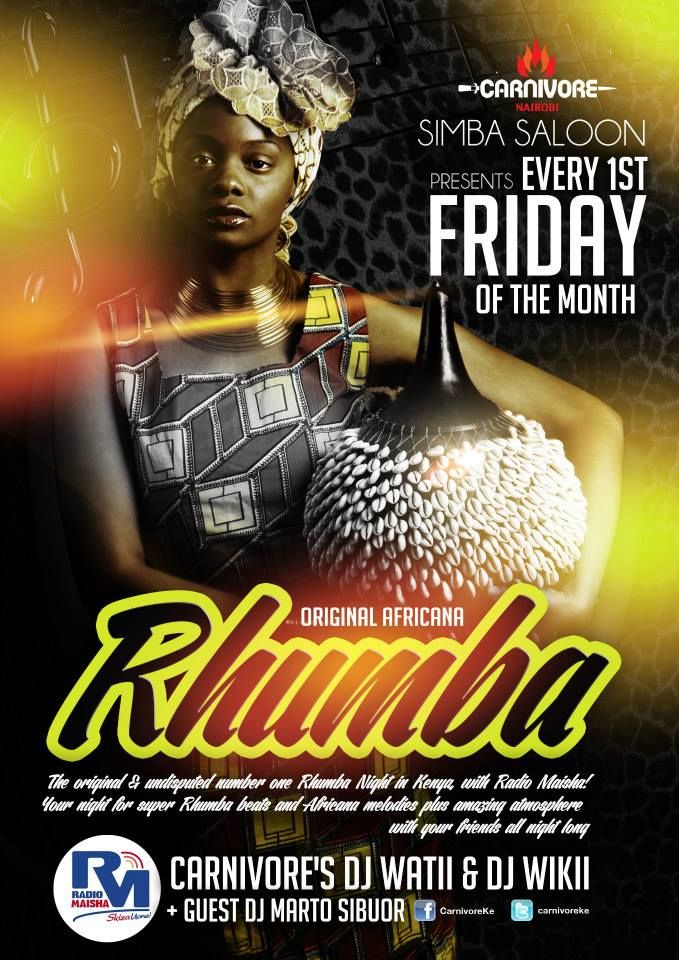 CARNIVORE
NAIROBI
SIMBA SALOON
PRESENTS EVERY 1ST
FRIDAY
OF THE MONTH
ORIGINAL AFRICANA
Rhumba
The original & undisputed number one Rhumba Night in Kenya, with Radio Maisha!
Your night for super Rhumba beats and Africana melodies plus amazing atmosphere
with your friends all night long
RM
RADIO
MAISHA
Skiza Uone!
CARNIVORE'S DJ WATII & DJ WIKII
+ GUEST DJ MARTO SIBUOR f CarnivoreKe t carnivoreke